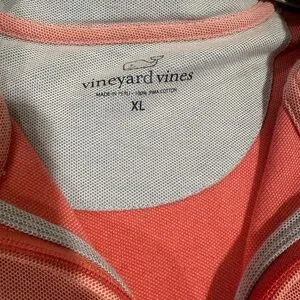 vineyard vines
MADE IN PERU - 100% PIMA COTTON
XL